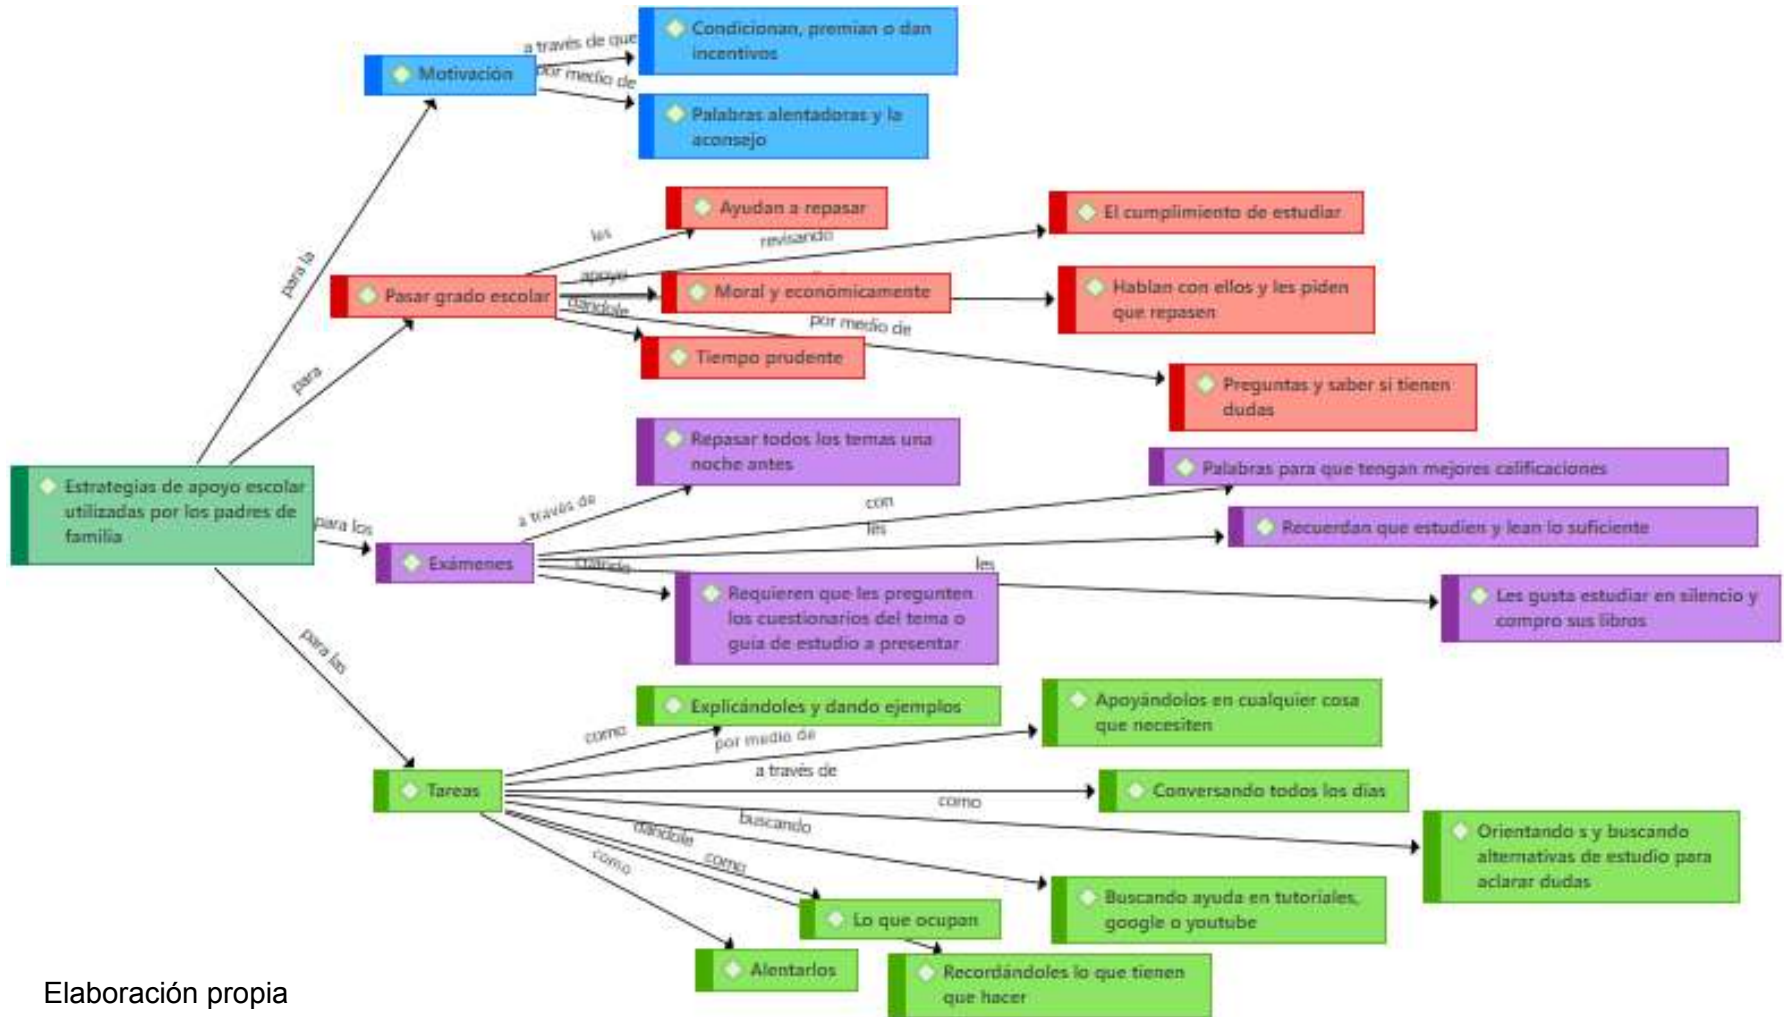 a través de que
Condicionan, premian o dan
incentivos
Motivación
por medio de
Palabras alentadoras y la
aconsejo
para la
Ayudan a repasar
les
revisando
El cumplimiento de estudiar
Pasar grado escolar
apoyo
Moral y económicamente
Hablan con ellos y les piden
que repasen
dándole
por medio de
Tiempo prudente
Preguntas y saber si tienen
dudas
para
Estrategias de apoyo escolar
utilizadas por los padres de
familia
para los
Exámenes
a través de
Repasar todos los temas una
noche antes
con
Palabras para que tengan mejores calificaciones
les
Recuerdan que estudien y lean lo suficiente
cuando
Requieren que les pregunten
los cuestionarios del tema o
guía de estudio a presentar
les
Les gusta estudiar en silencio y
compro sus libros
para las
Tareas
como
Explicándoles y dando ejemplos
por medio de
Apoyándolos en cualquier cosa
que necesiten
a través de
Conversando todos los días
como
Orientando s y buscando
alternativas de estudio para
aclarar dudas
buscando
Buscando ayuda en tutoriales,
google o youtube
dándole
Lo que ocupan
como
Recordándoles lo que tienen
que hacer
como
Alentarlos
Elaboración propia